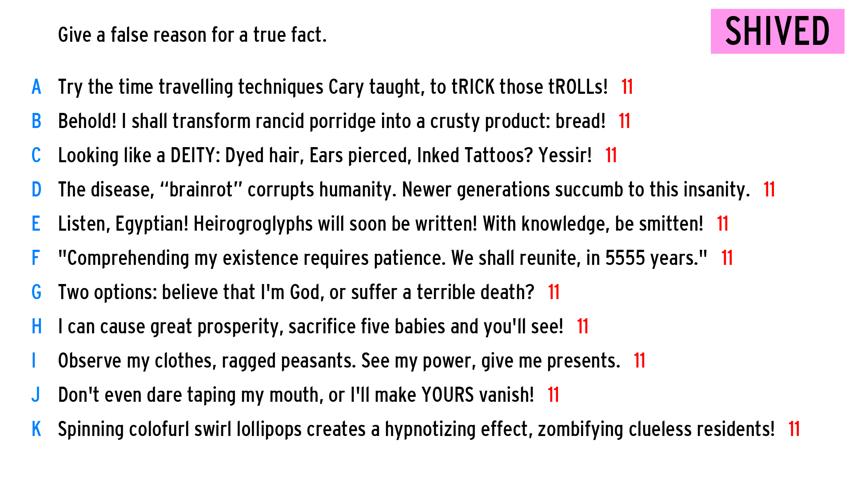 Give a false reason for a true fact.
SHIVED
A Try the time travelling techniques Cary taught, to tRICK those tROLLs! 11
B Behold! I shall transform rancid porridge into a crusty product: bread! 11
C Looking like a DEITY: Dyed hair, Ears pierced, Inked Tattoos? Yessir! 11
D The disease, “brainrot” corrupts humanity. Newer generations succumb to this insanity. 11
E Listen, Egyptian! Heirogroglyphs will soon be written! With knowledge, be smitten! 11
F "Comprehending my existence requires patience. We shall reunite, in 5555 years." 11
G Two options: believe that I'm God, or suffer a terrible death? 11
H I can cause great prosperity, sacrifice five babies and you'll see! 11
I Observe my clothes, ragged peasants. See my power, give me presents. 11
J Don't even dare taping my mouth, or I'll make YOURS vanish! 11
K Spinning colofurl swirl lollipops creates a hypnotizing effect, zombifying clueless residents! 11